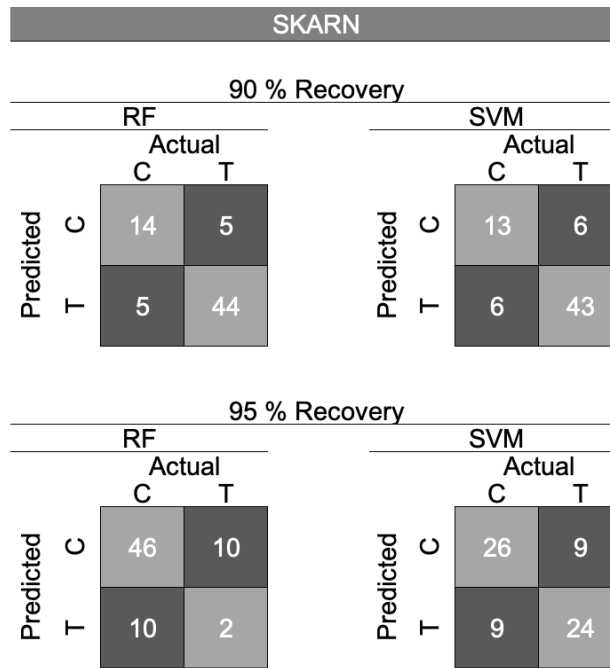 SKARN
90 % Recovery
RF SVM
Actual Actual
C T C T
Predicted C 14 5 Predicted C 13 6
T 5 44 T 6 43
95 % Recovery
RF SVM
Actual Actual
C T C T
Predicted C 46 10 Predicted C 26 9
T 10 2 T 9 24